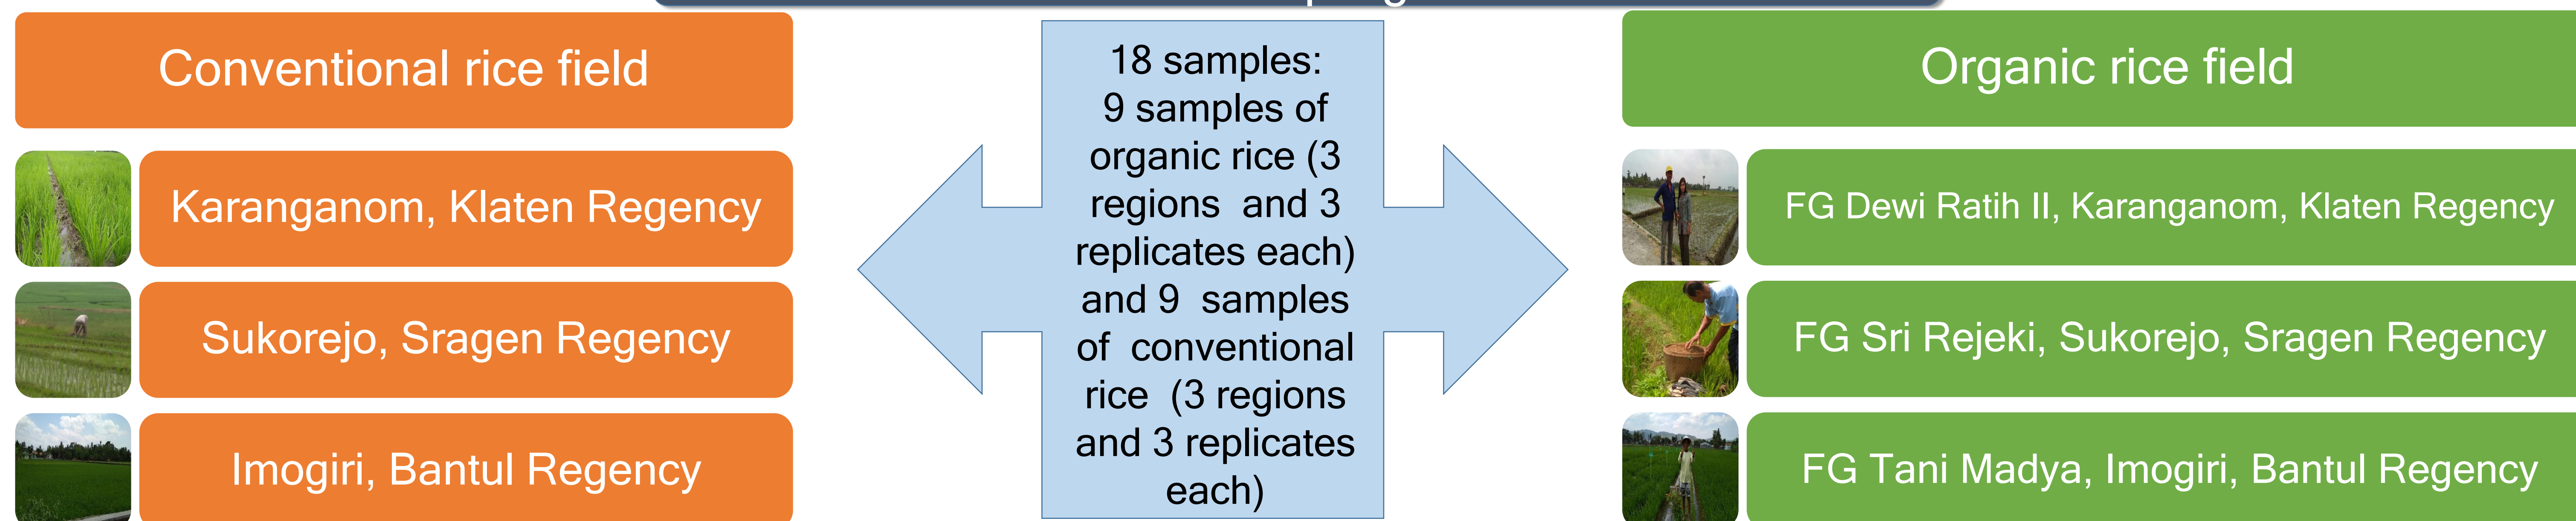 Conventional rice field
Karanganom, Klaten Regency
Sukorejo, Sragen Regency
Imogiri, Bantul Regency
18 samples:
9 samples of
organic rice (3
regions and 3
replicates each)
and 9 samples
of conventional
rice (3 regions
and 3 replicates
each)
Organic rice field
FG Dewi Ratih II, Karanganom, Klaten Regency
FG Sri Rejeki, Sukorejo, Sragen Regency
FG Tani Madya, Imogiri, Bantul Regency